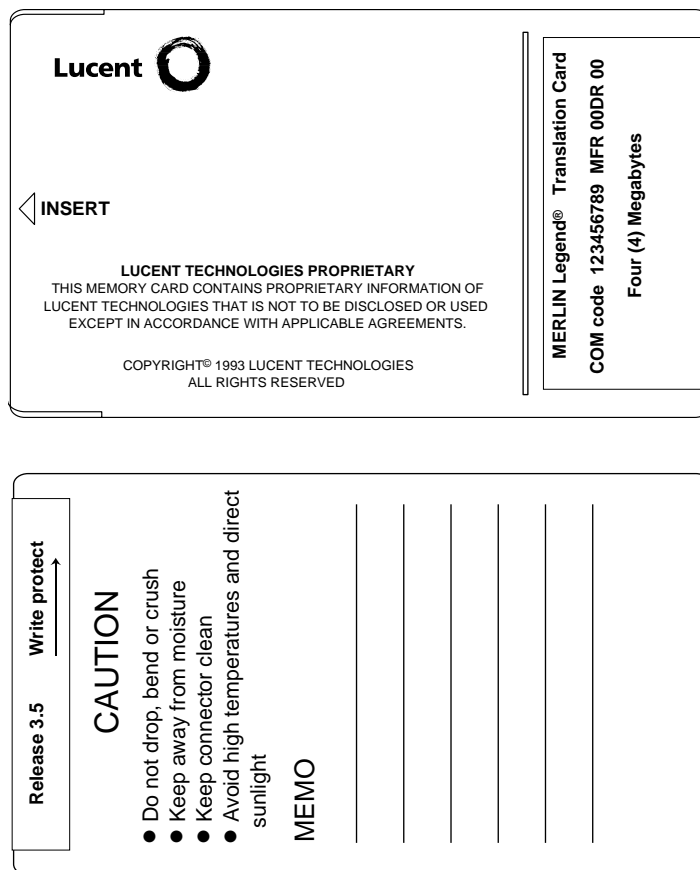 Lucent
INSERT
LUCENT TECHNOLOGIES PROPRIETARY
THIS MEMORY CARD CONTAINS PROPRIETARY INFORMATION OF
LUCENT TECHNOLOGIES THAT IS NOT TO BE DISCLOSED OR USED
EXCEPT IN ACCORDANCE WITH APPLICABLE AGREEMENTS.
COPYRIGHT© 1993 LUCENT TECHNOLOGIES
ALL RIGHTS RESERVED
MERLIN Legend® Translation Card
COM code 123456789 MFR 00DR 00
Four (4) Megabytes
Release 3.5 Write protect
CAUTION
● Do not drop, bend or crush
● Keep away from moisture
● Keep connector clean
● Avoid high temperatures and direct
sunlight
MEMO